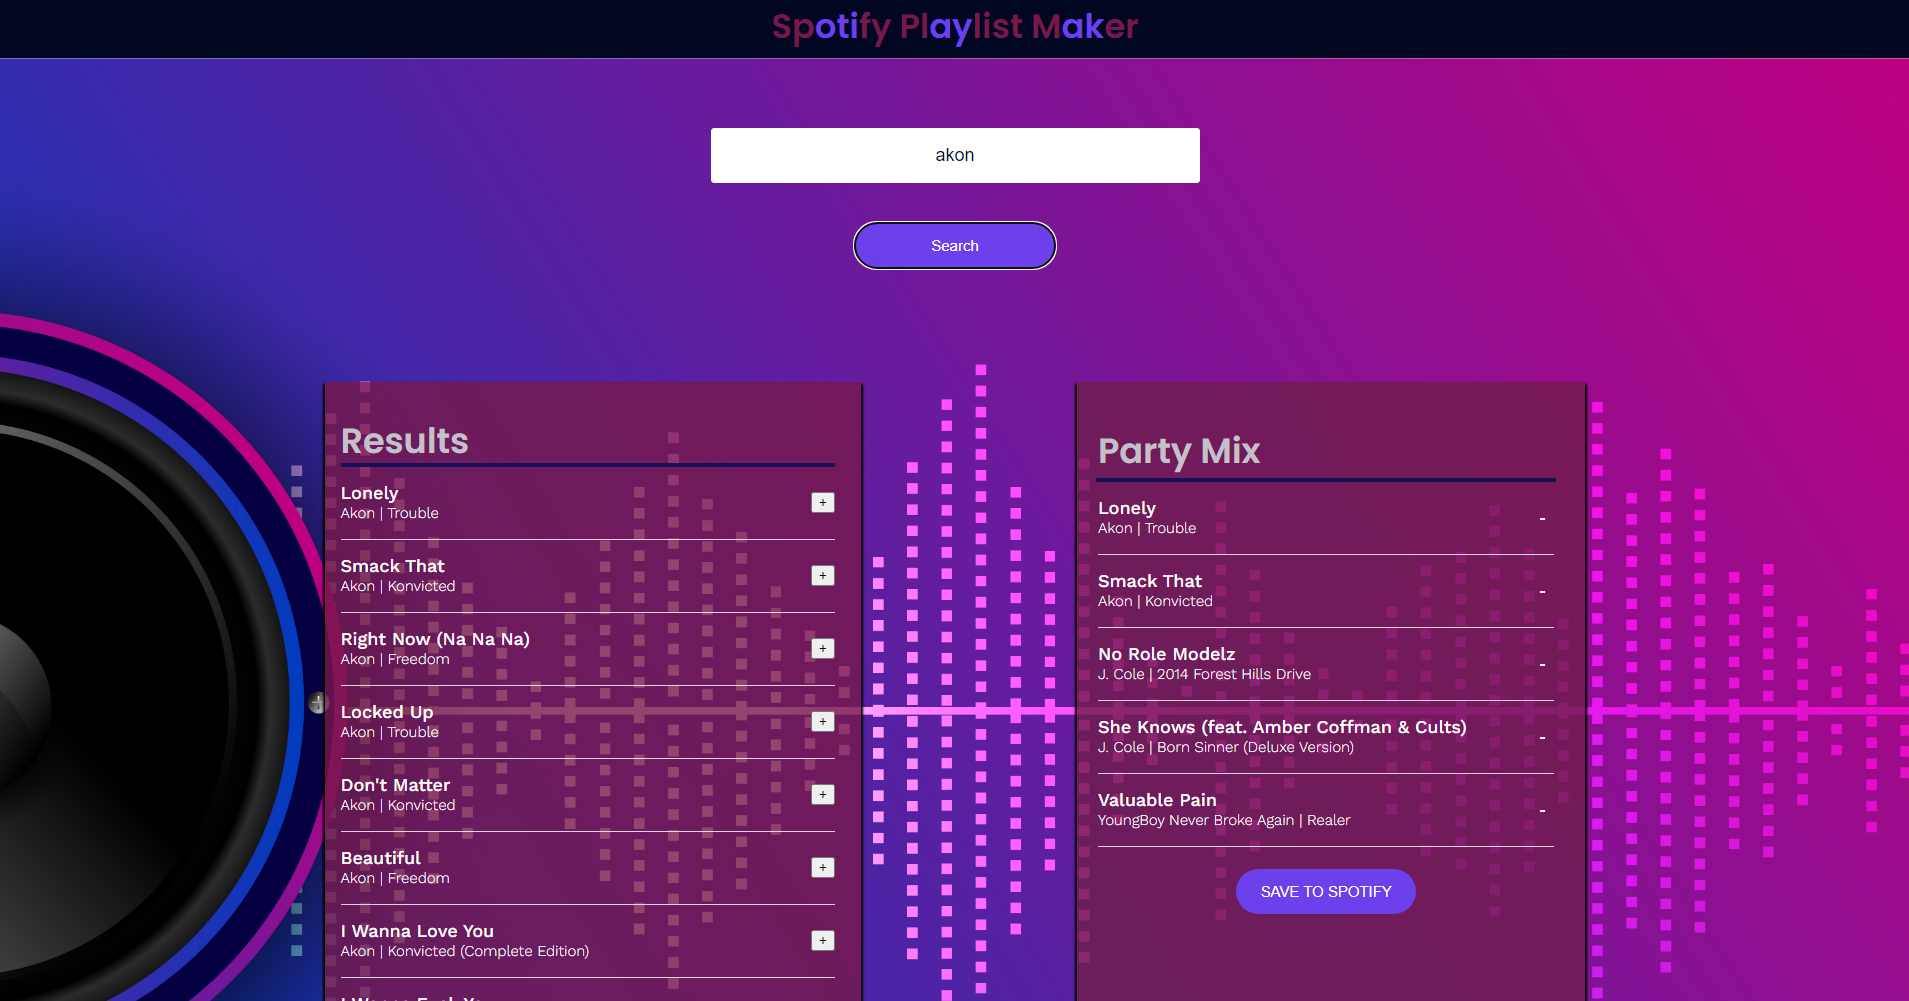 Spotify Playlist Maker
akon
Search
Results
Lonely
Akon | Trouble
+
Smack That
Akon | Konvicted
+
Right Now (Na Na Na)
Akon | Freedom
+
Locked Up
Akon | Trouble
+
Don't Matter
Akon | Konvicted
+
Beautiful
Akon | Freedom
+
I Wanna Love You
Akon | Konvicted (Complete Edition)
+
Party Mix
Lonely
Akon | Trouble
-
Smack That
Akon | Konvicted
-
No Role Modelz
J. Cole | 2014 Forest Hills Drive
-
She Knows (feat. Amber Coffman & Cults)
J. Cole | Born Sinner (Deluxe Version)
-
Valuable Pain
YoungBoy Never Broke Again | Realer
-
SAVE TO SPOTIFY